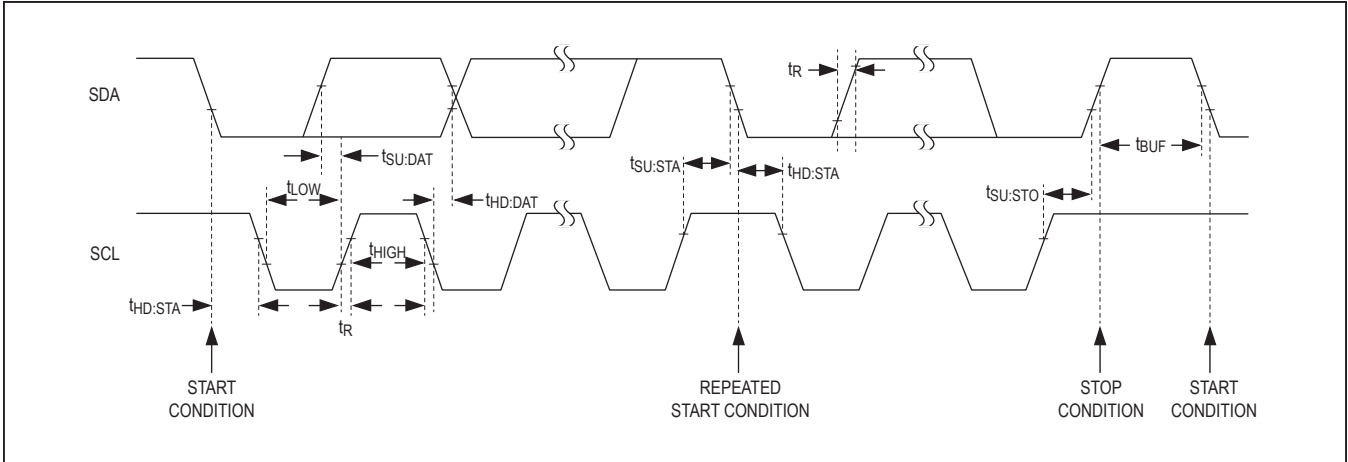 SDA
tR
tSU:DAT
tSU:STA
tHD:STA
tBUF
tLOW
tHD:DAT
tSU:STO
SCL
tHIGH
tHD:STA
tR
START
CONDITION
REPEATED
START CONDITION
STOP
CONDITION
START
CONDITION